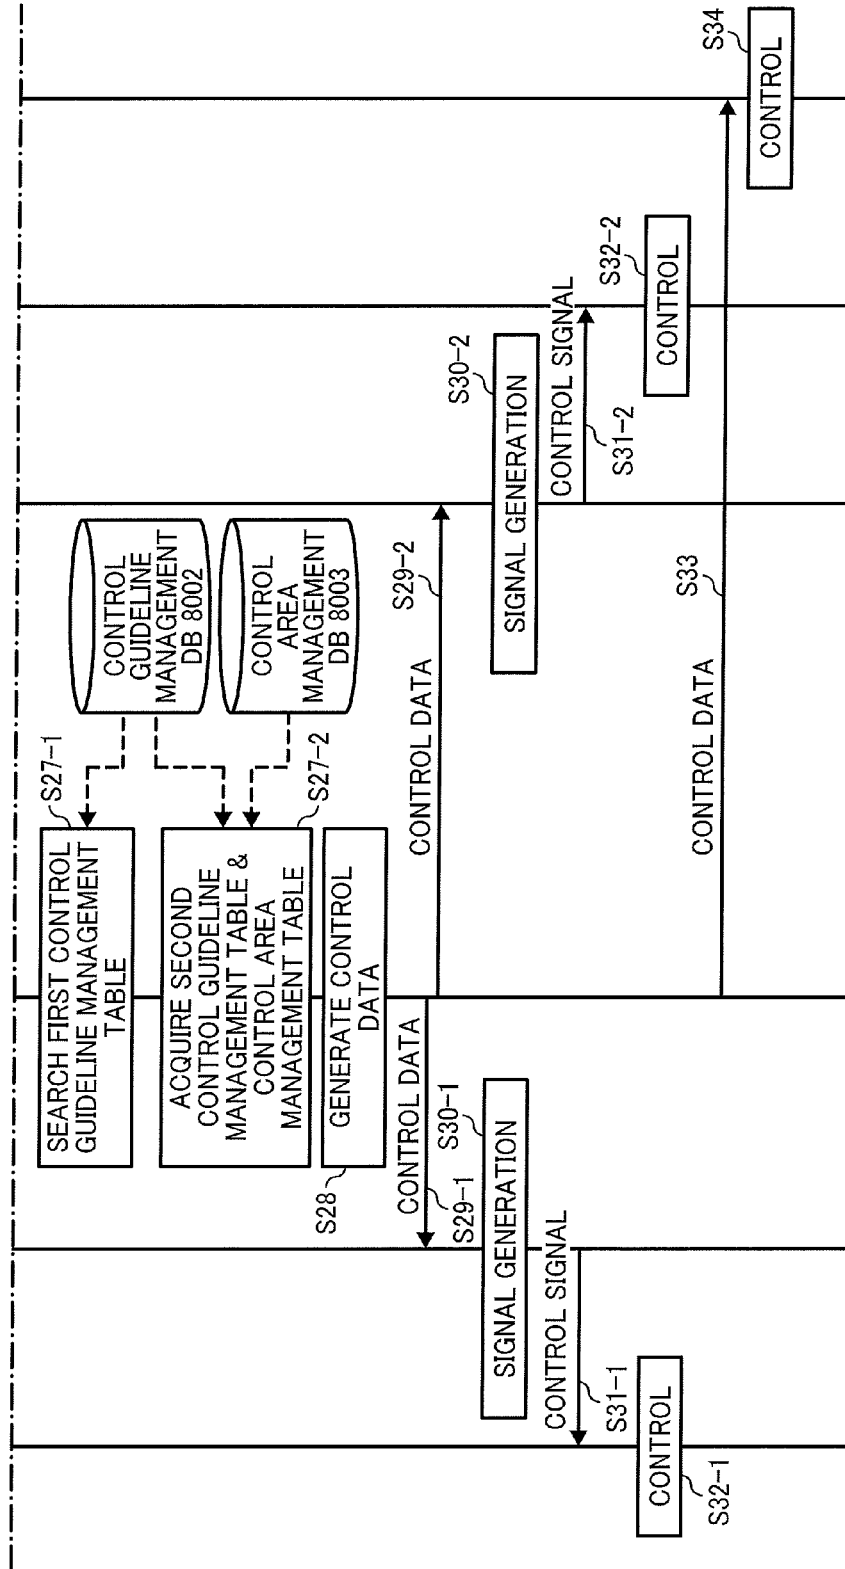 SEARCH FIRST CONTROL
GUIDELINE MANAGEMENT
TABLE
S27-1
CONTROL
GUIDELINE
MANAGEMENT
DB 8002
ACQUIRE SECOND
CONTROL GUIDELINE
MANAGEMENT TABLE &
CONTROL AREA
MANAGEMENT TABLE
S27-2
CONTROL
AREA
MANAGEMENT
DB 8003
S28
GENERATE CONTROL
DATA
CONTROL DATA
S29-1
CONTROL DATA
S29-2
SIGNAL GENERATION
S30-1
SIGNAL GENERATION
S30-2
CONTROL SIGNAL
S31-1
CONTROL SIGNAL
S31-2
CONTROL
S32-1
CONTROL
S32-2
CONTROL DATA
S33
CONTROL
S34